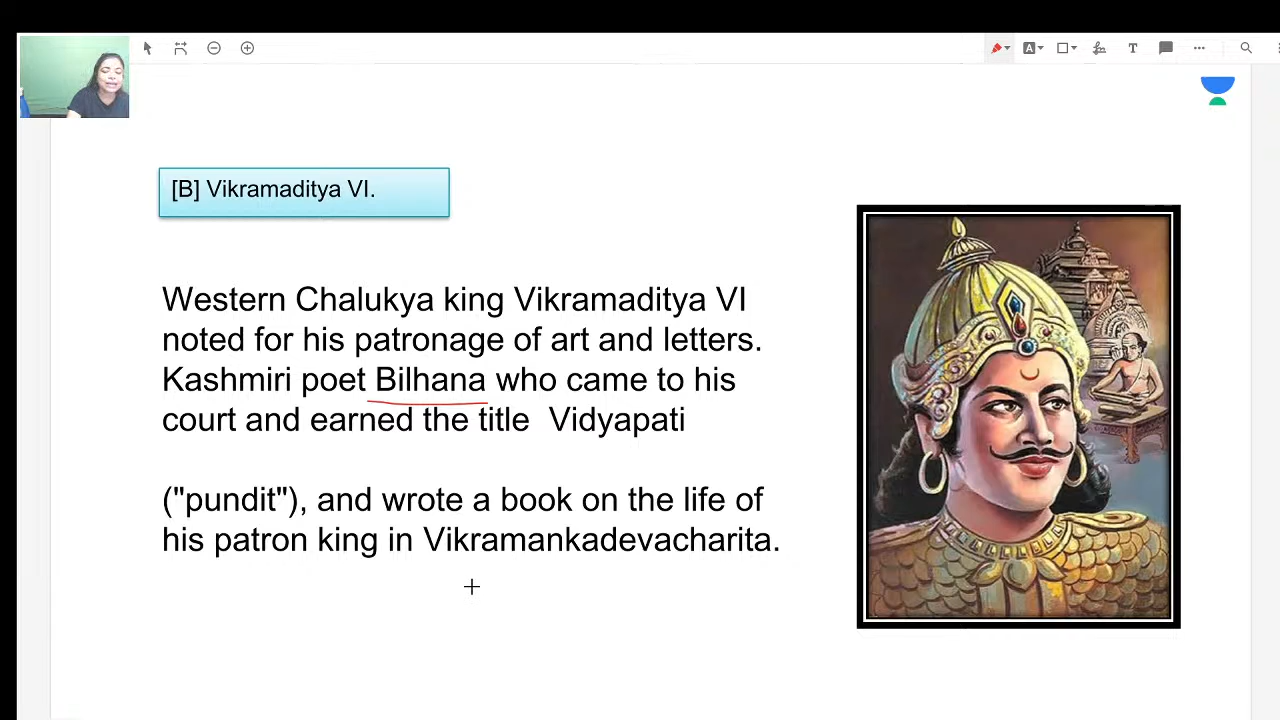 [B] Vikramaditya VI.
Western Chalukya king Vikramaditya VI
noted for his patronage of art and letters.
Kashmiri poet Bilhana who came to his
court and earned the title Vidyapati
("pundit"), and wrote a book on the life of
his patron king in Vikramankadevacharita.